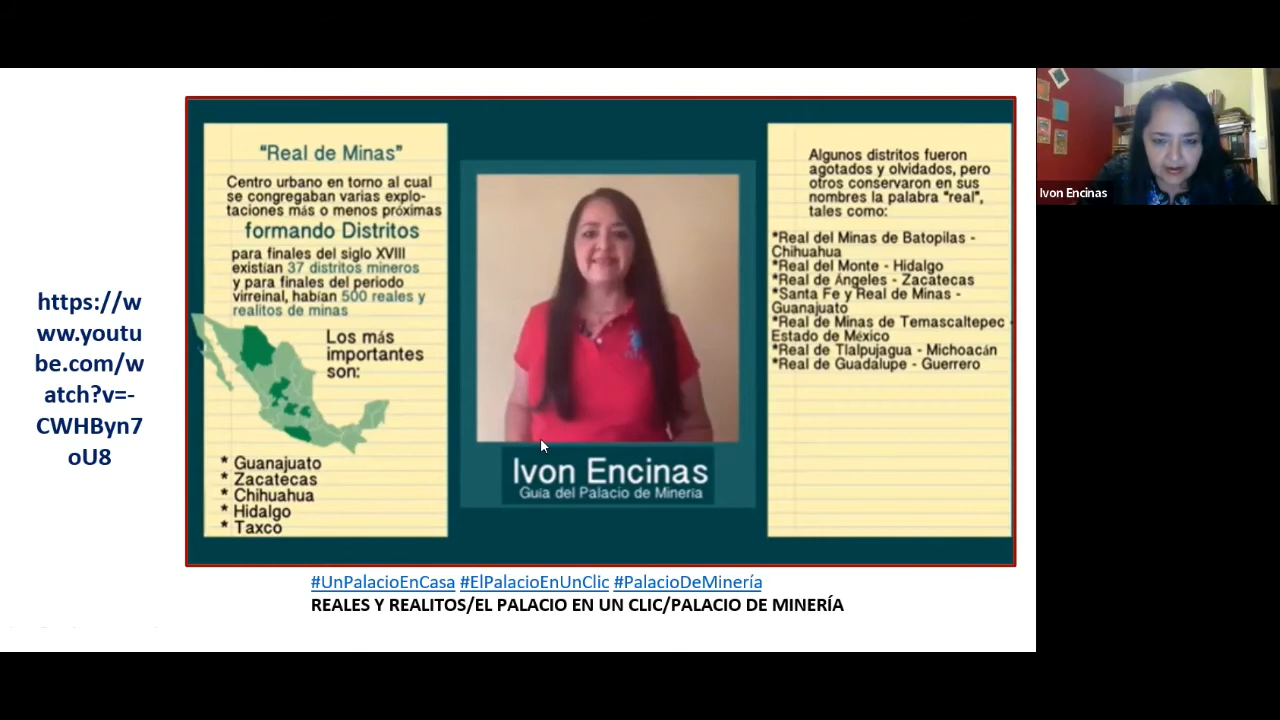 https://w
ww.youtu
be.com/w
atch?v=-
CWHByn7
oU8
“Real de Minas”
Centro urbano en torno al cual
se congregaban varias explo-
taciones más o menos próximas
formando Distritos
para finales del siglo XVIII
existían 37 distritos mineros
y para finales del periodo
virreinal, habían 500 reales y
realitos de minas
Los más
importantes
son:
* Guanajuato
* Zacatecas
* Chihuahua
* Hidalgo
* Taxco
Ivon Encinas
Guía del Palacio de Minería
Algunos distritos fueron
agotados y olvidados, pero
otros conservaron en sus
nombres la palabra “real”,
tales como:
*Real del Minas de Batopilas -
Chihuahua
*Real del Monte - Hidalgo
*Real de Ángeles - Zacatecas
*Santa Fe y Real de Minas -
Guanajuato
*Real de Minas de Temascaltepec -
Estado de México
*Real de Tlalpujagua - Michoacán
*Real de Guadalupe - Guerrero
#UnPalacioEnCasa #ElPalacioEnUnClic #PalacioDeMinería
REALES Y REALITOS/EL PALACIO EN UN CLIC/PALACIO DE MINERÍA
Ivon Encinas